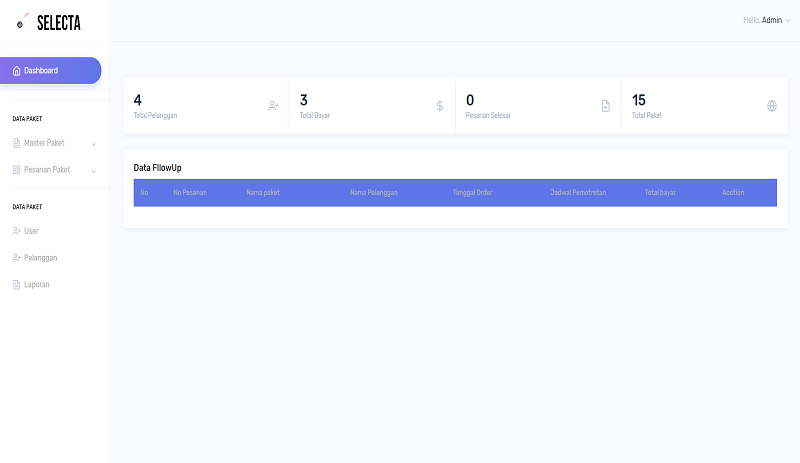 SELECTA
Hello, Admin
Dashboard
DATA PAKET
Master Paket
Pesanan Paket
DATA PAKET
User
Pelanggan
Laporan
4
Total Pelanggan
3
Total Bayar
0
Pesanan Selesai
15
Total Paket
Data FllowUp
No No Pesanan Nama paket Nama Pelanggan Tanggal Order Jadwal Pemotretan Total bayar Acction